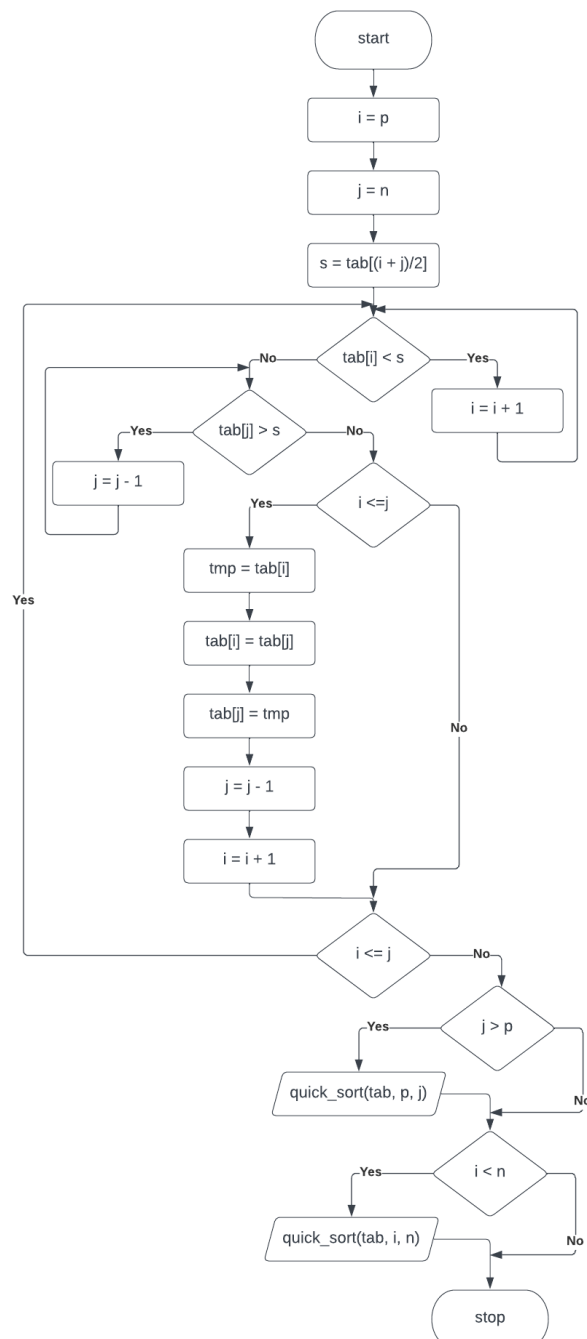 start
i = p
j = n
s = tab[(i + j)/2]
tab[i] < s
No
Yes
i = i + 1
tab[j] > s
Yes
No
j = j - 1
i <=j
Yes
No
tmp = tab[i]
tab[i] = tab[j]
tab[j] = tmp
j = j - 1
i = i + 1
i <= j
Yes
No
j > p
Yes
No
quick_sort(tab, p, j)
i < n
Yes
No
quick_sort(tab, i, n)
stop